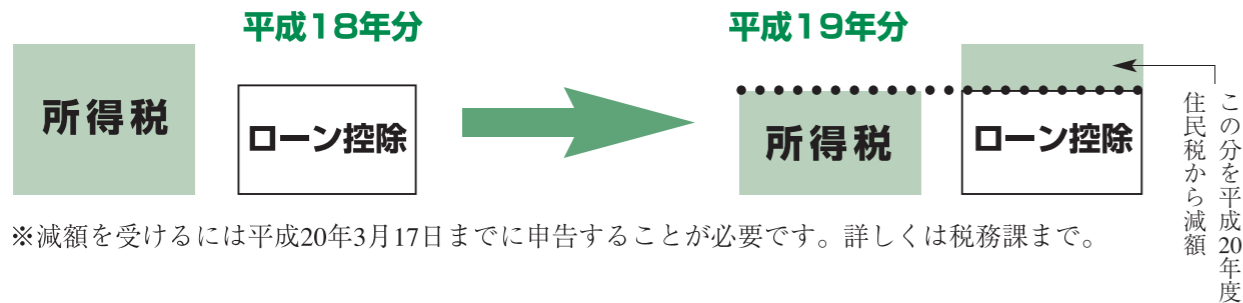 平成18年分
平成19年分
所得税
ローン控除
所得税
ローン控除
この分を平成20年度
住民税から減額
※減額を受けるには平成20年3月17日までに申告することが必要です。詳しくは税務課まで。